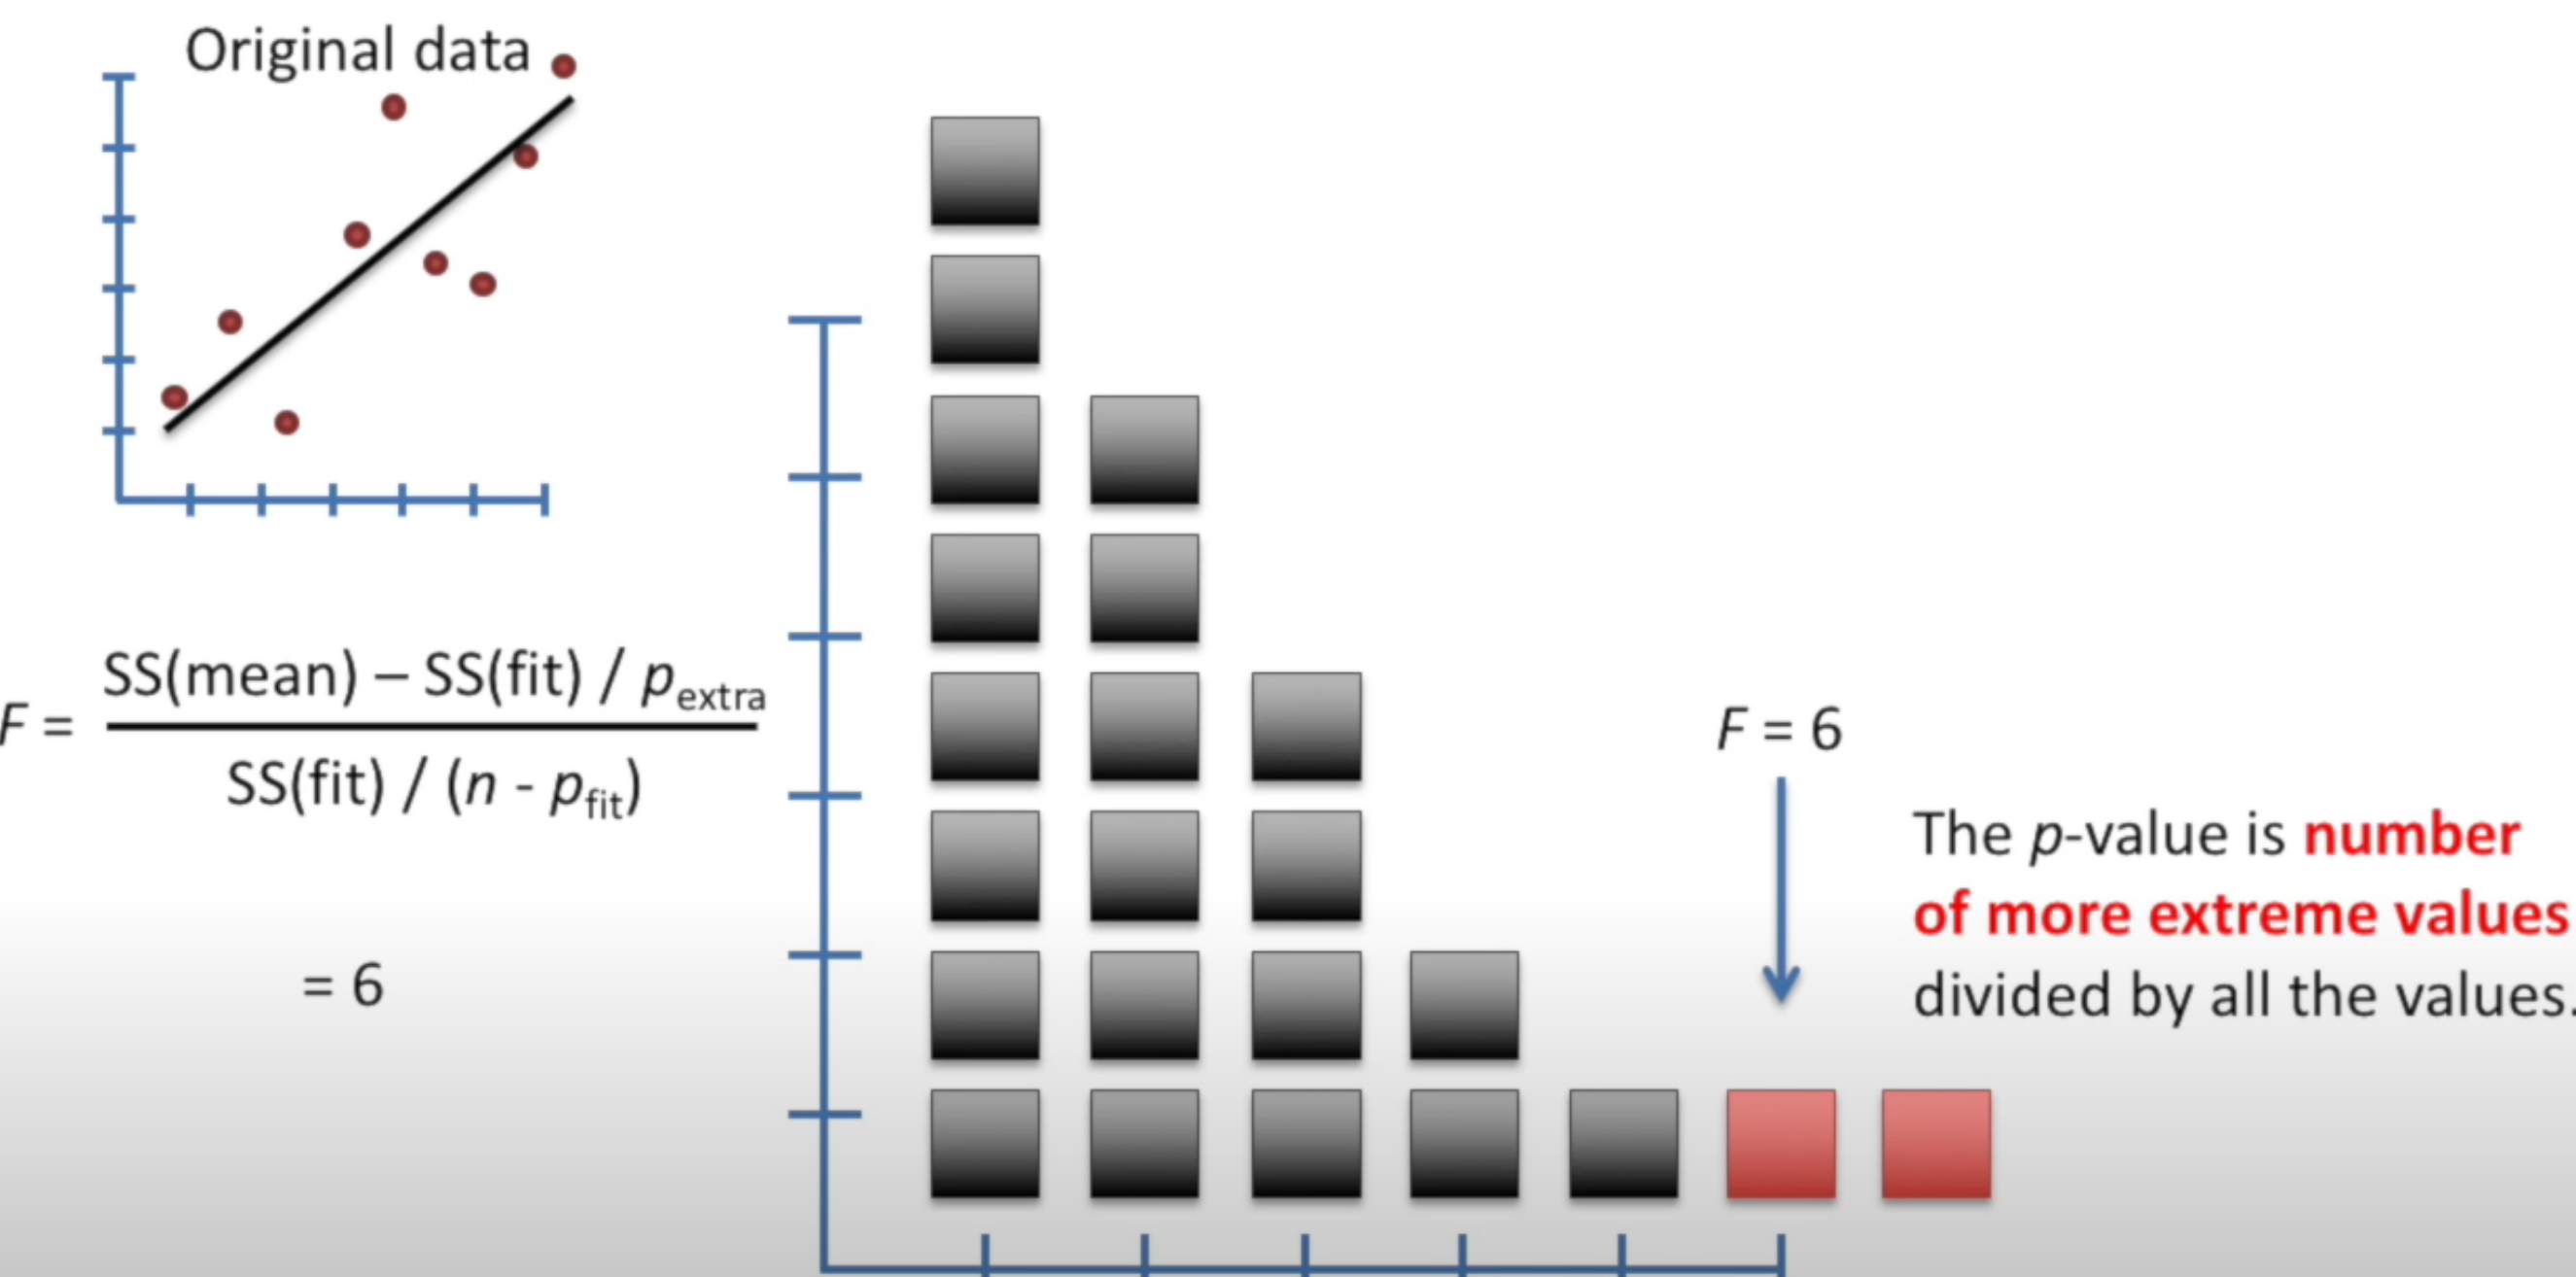 Original data
F = SS(mean) – SS(fit) / pextra
SS(fit) / (n - pfit)
= 6
F = 6
The p-value is number
of more extreme values
divided by all the values.